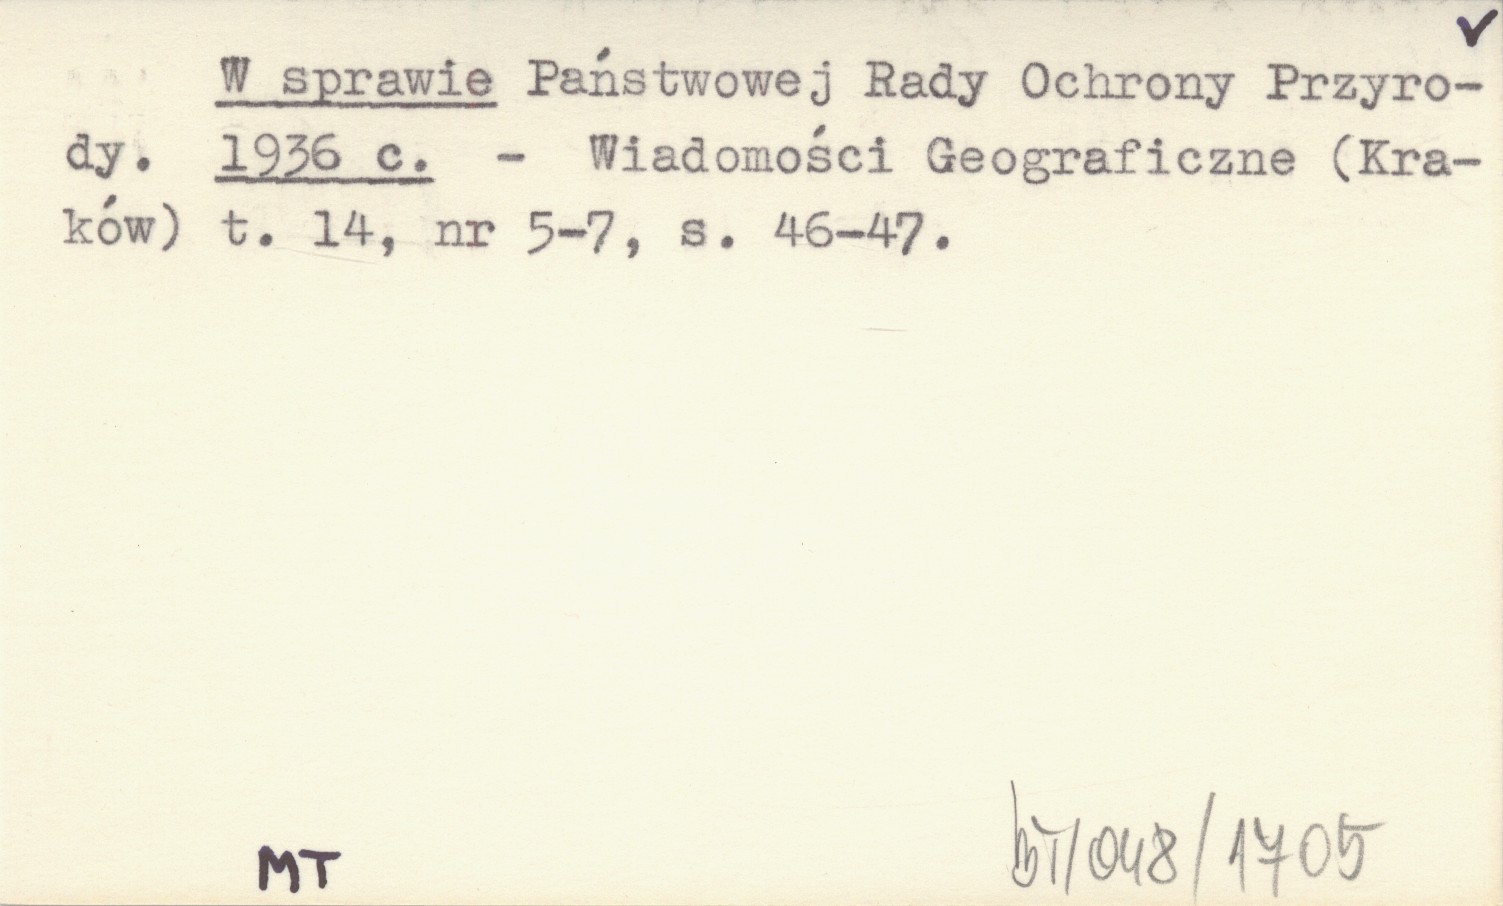 W sprawie Państwowej Rady Ochrony Przyro-
dy. 1936 c. - Wiadomości Geograficzne (Kra-
ków) t. 14, nr 5-7, s. 46-47.
MT
bT/048/1705